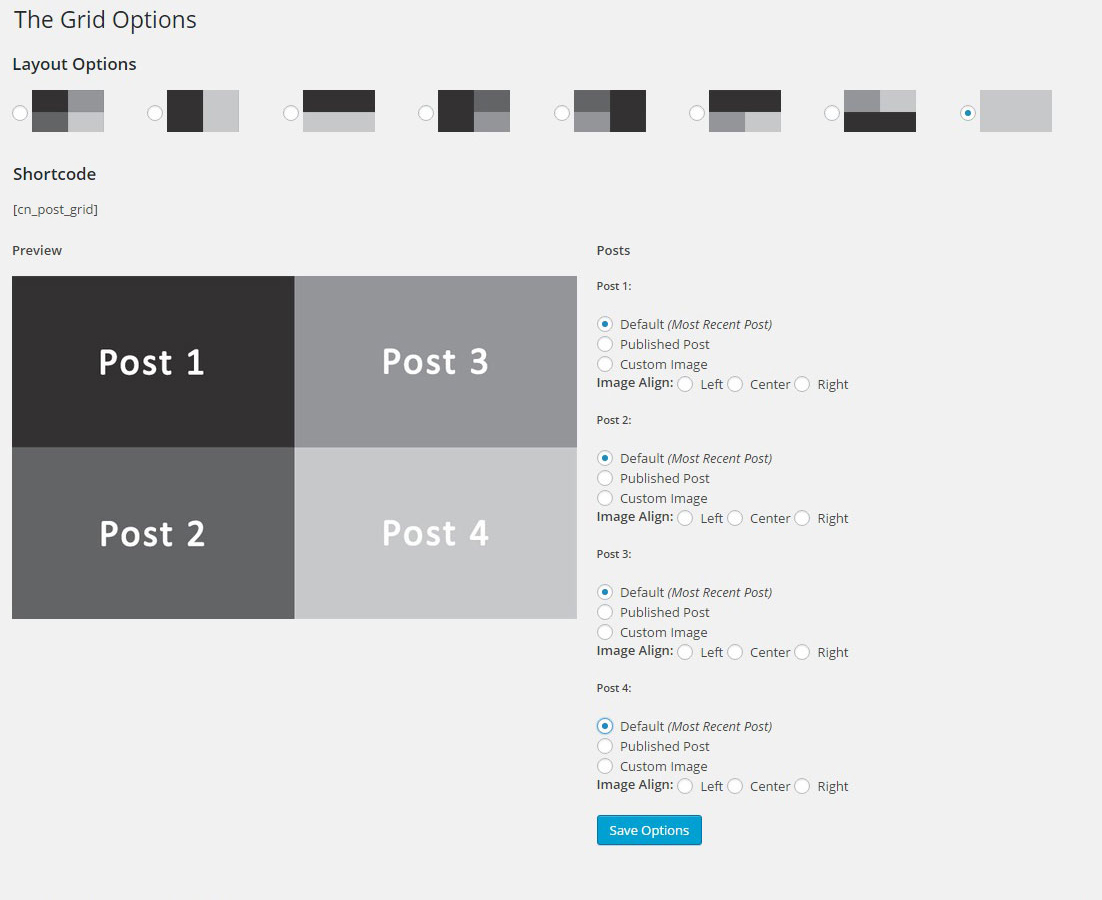 The Grid Options
Layout Options
Shortcode
[cn_post_grid]
Preview
Post 1
Post 3
Post 2
Post 4
Posts
Post 1:
Default (Most Recent Post)
Published Post
Custom Image
Image Align: Left Center Right
Post 2:
Default (Most Recent Post)
Published Post
Custom Image
Image Align: Left Center Right
Post 3:
Default (Most Recent Post)
Published Post
Custom Image
Image Align: Left Center Right
Post 4:
Default (Most Recent Post)
Published Post
Custom Image
Image Align: Left Center Right
Save Options